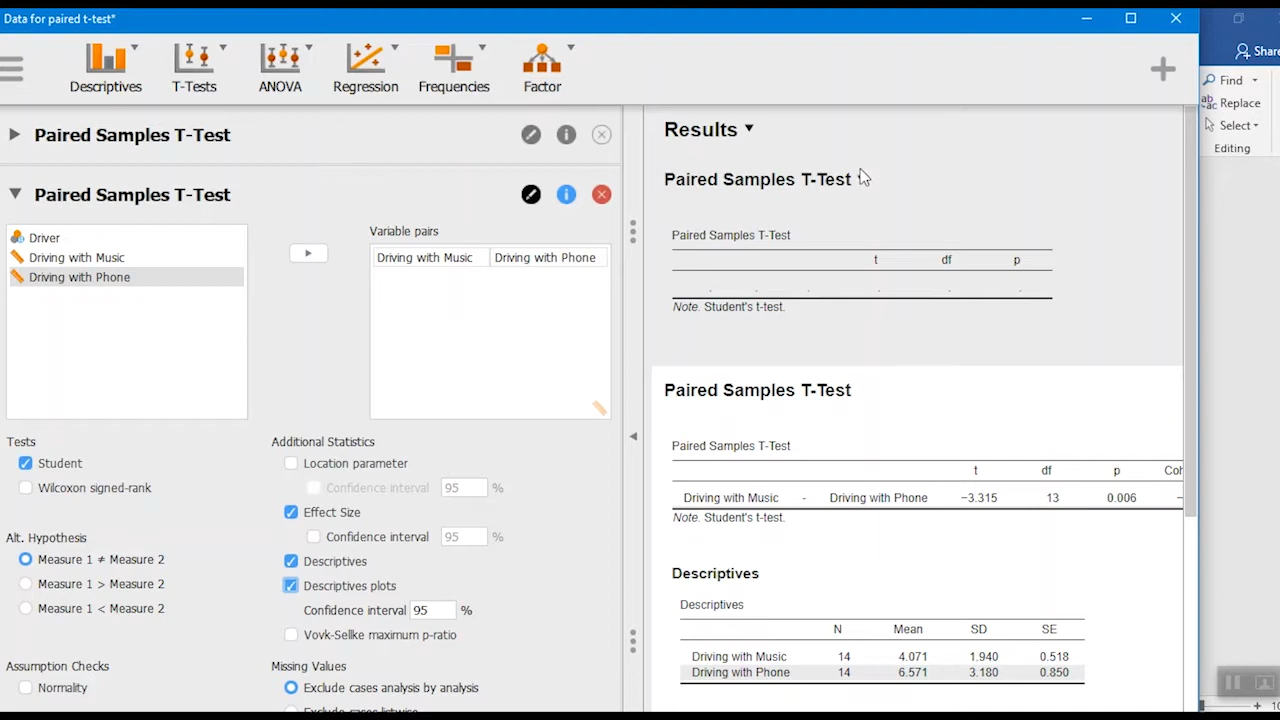 Data for paired t-test*
Share
Descriptives
T-Tests
ANOVA
Regression
Frequencies
Factor
Find
Replace
Select
Editing
Paired Samples T-Test
Paired Samples T-Test
Driver
Driving with Music
Driving with Phone
Variable pairs
Driving with Music Driving with Phone
Tests
Student
Wilcoxon signed-rank
Alt. Hypothesis
Measure 1 ≠ Measure 2
Measure 1 > Measure 2
Measure 1 < Measure 2
Assumption Checks
Normality
Additional Statistics
Location parameter
Confidence interval 95 %
Effect Size
Confidence interval 95 %
Descriptives
Descriptives plots
Confidence interval 95 %
Vovk-Sellke maximum p-ratio
Missing Values
Exclude cases analysis by analysis
Exclude cases listwise
Results
Paired Samples T-Test
Paired Samples T-Test
t df p
Note. Student's t-test.
Paired Samples T-Test
Paired Samples T-Test
t df p Coh
Driving with Music - Driving with Phone −3.315 13 0.006 −
Note. Student's t-test.
Descriptives
Descriptives
N Mean SD SE
Driving with Music 14 4.071 1.940 0.518
Driving with Phone 14 6.571 3.180 0.850